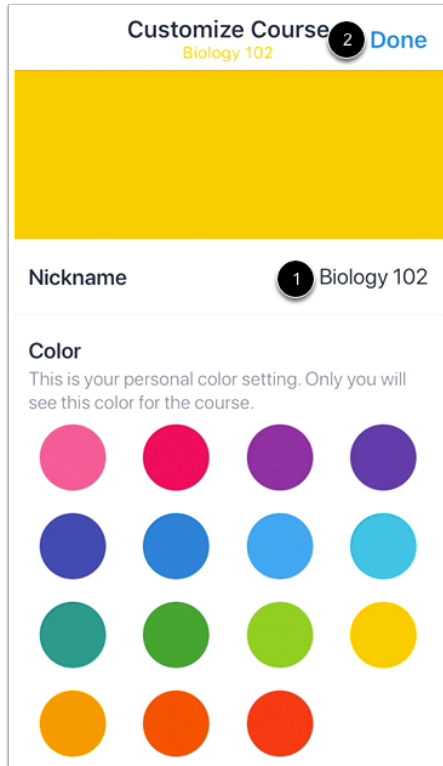 Customize Course
2 Done
Biology 102
Nickname
1 Biology 102
Color
This is your personal color setting. Only you will
see this color for the course.